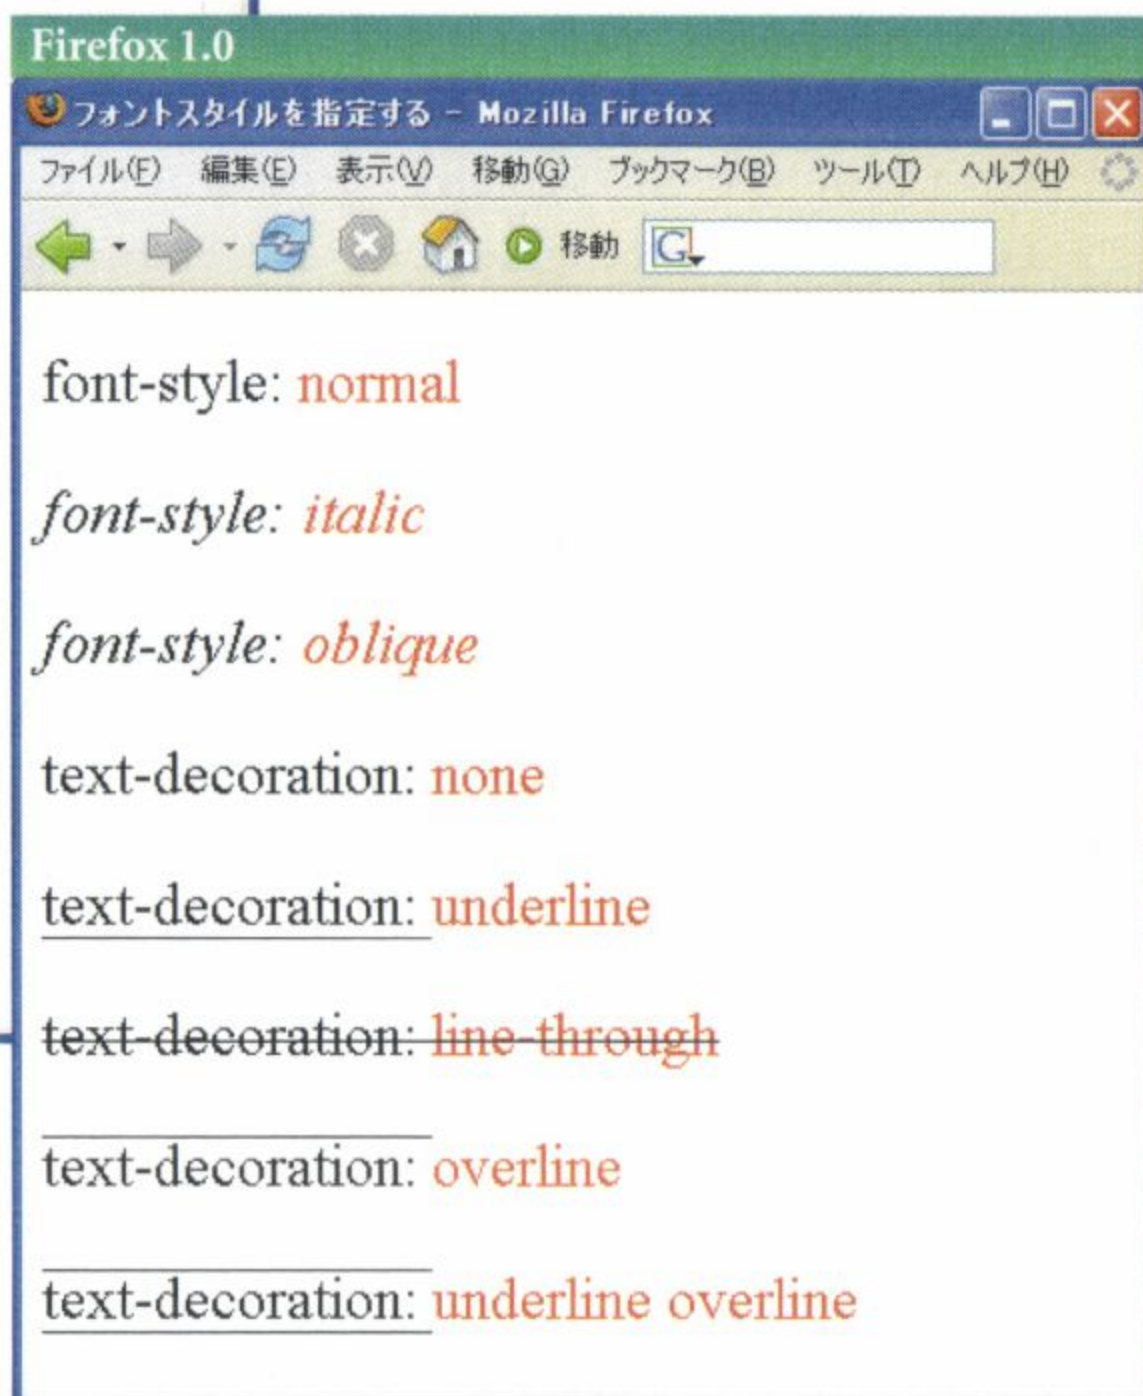 Firefox 1.0
フォントスタイルを指定する - Mozilla Firefox
ファイル(F) 編集(E) 表示(V) 移動(G) ブックマーク(B) ツール(T) ヘルプ(H)
移動 G
font-style: normal
font-style: italic
font-style: oblique
text-decoration: none
text-decoration: underline
text-decoration: line-through
text-decoration: overline
text-decoration: underline overline